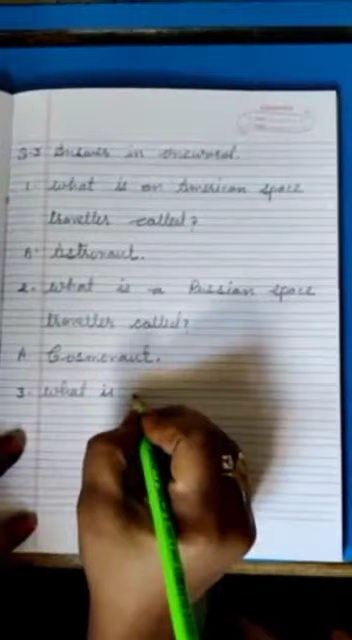 Q-I Answer in oneword.
1. What is an American space
traveller called?
A. Astronaut.
2. What is a Russian space
traveller called?
A Cosmonaut.
3. What is